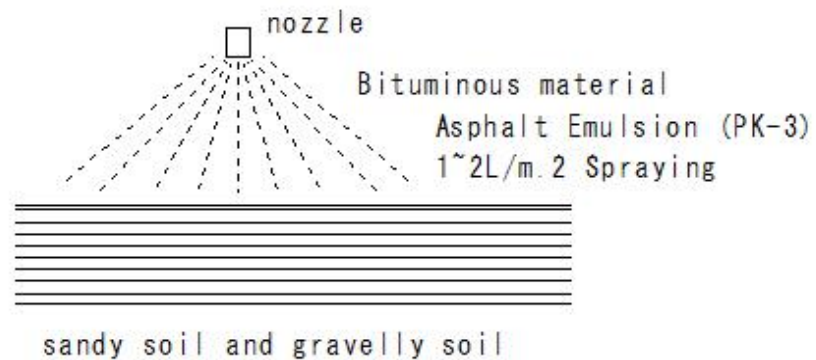 nozzle
Bituminous material
Asphalt Emulsion (PK-3)
1~2L/m.2 Spraying
sandy soil and gravelly soil